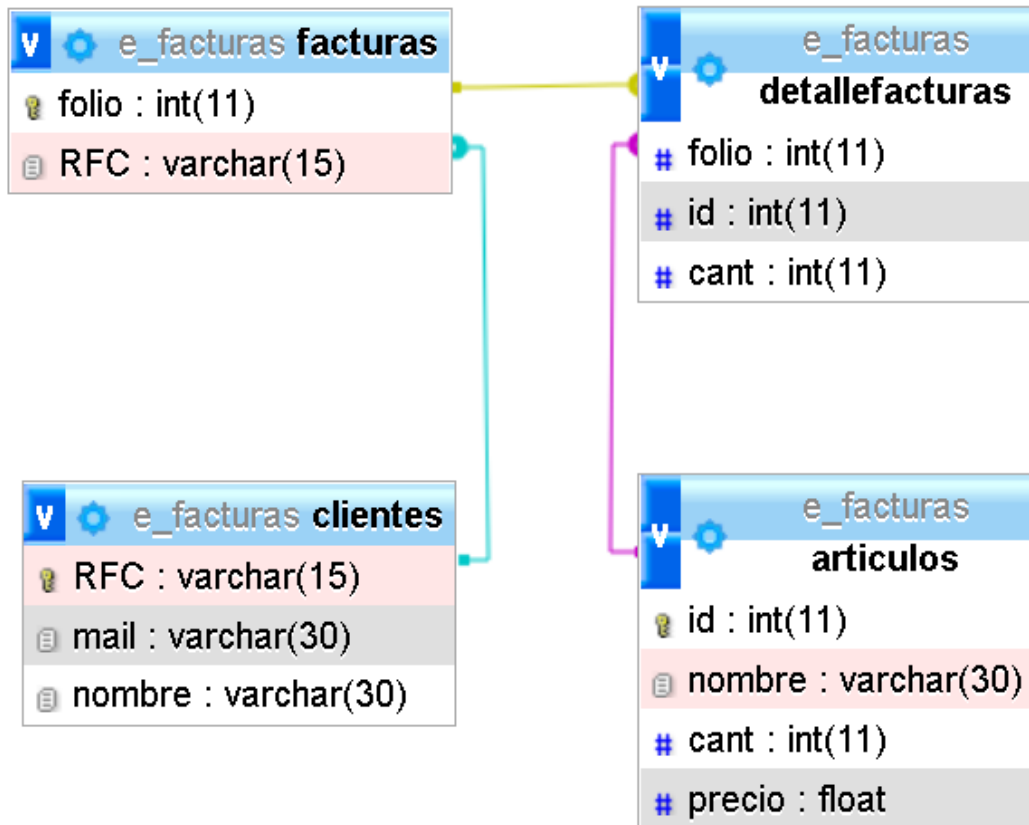 v e_facturas facturas
folio : int(11)
RFC : varchar(15)
v e_facturas
detallefacturas
# folio : int(11)
# id : int(11)
# cant : int(11)
v e_facturas clientes
RFC : varchar(15)
mail : varchar(30)
nombre : varchar(30)
v e_facturas
articulos
id : int(11)
nombre : varchar(30)
# cant : int(11)
# precio : float